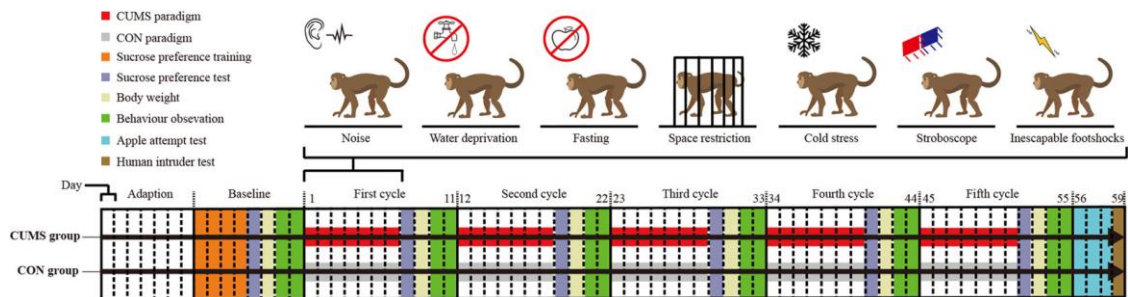 CUMS paradigm
CON paradigm
Sucrose preference training
Sucrose preference test
Body weight
Behaviour obsevation
Apple attempt test
Human intruder test
Noise
Water deprivation
Fasting
Space restriction
Cold stress
Stroboscope
Inescapable footshocks
Day
Adaption
Baseline
1 First cycle 11
12 Second cycle 22
23 Third cycle 33
34 Fourth cycle 44
45 Fifth cycle 55
56 59
CUMS group
CON group